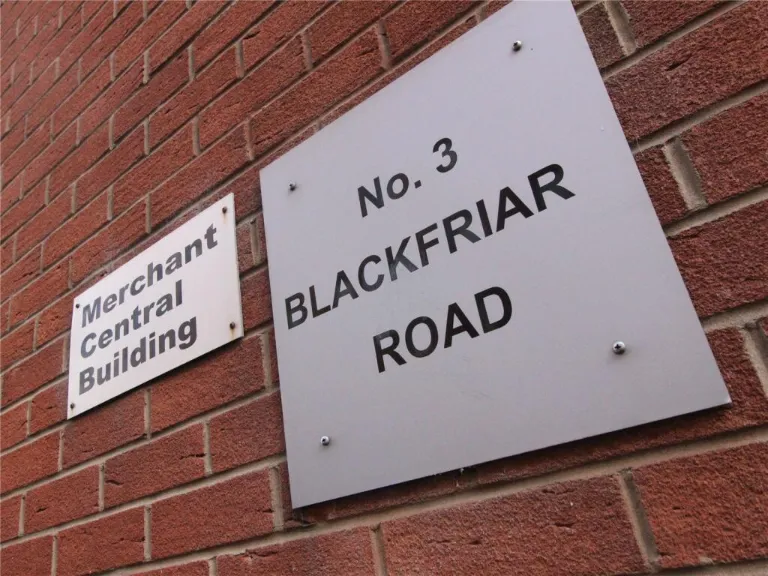 Merchant
Central
Building
No. 3
BLACKFRIAR
ROAD